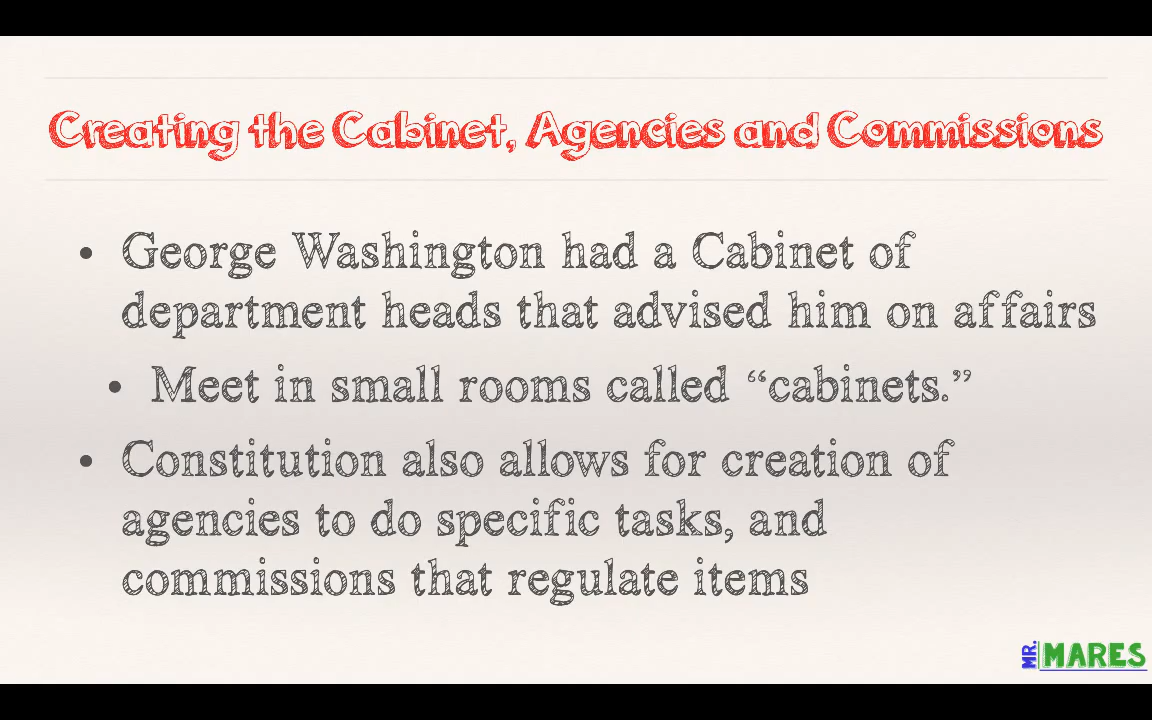 Creating the Cabinet, Agencies and Commissions
• George Washington had a Cabinet of
department heads that advised him on affairs
• Meet in small rooms called “cabinets.”
• Constitution also allows for creation of
agencies to do specific tasks, and
commissions that regulate items
MR. MARES